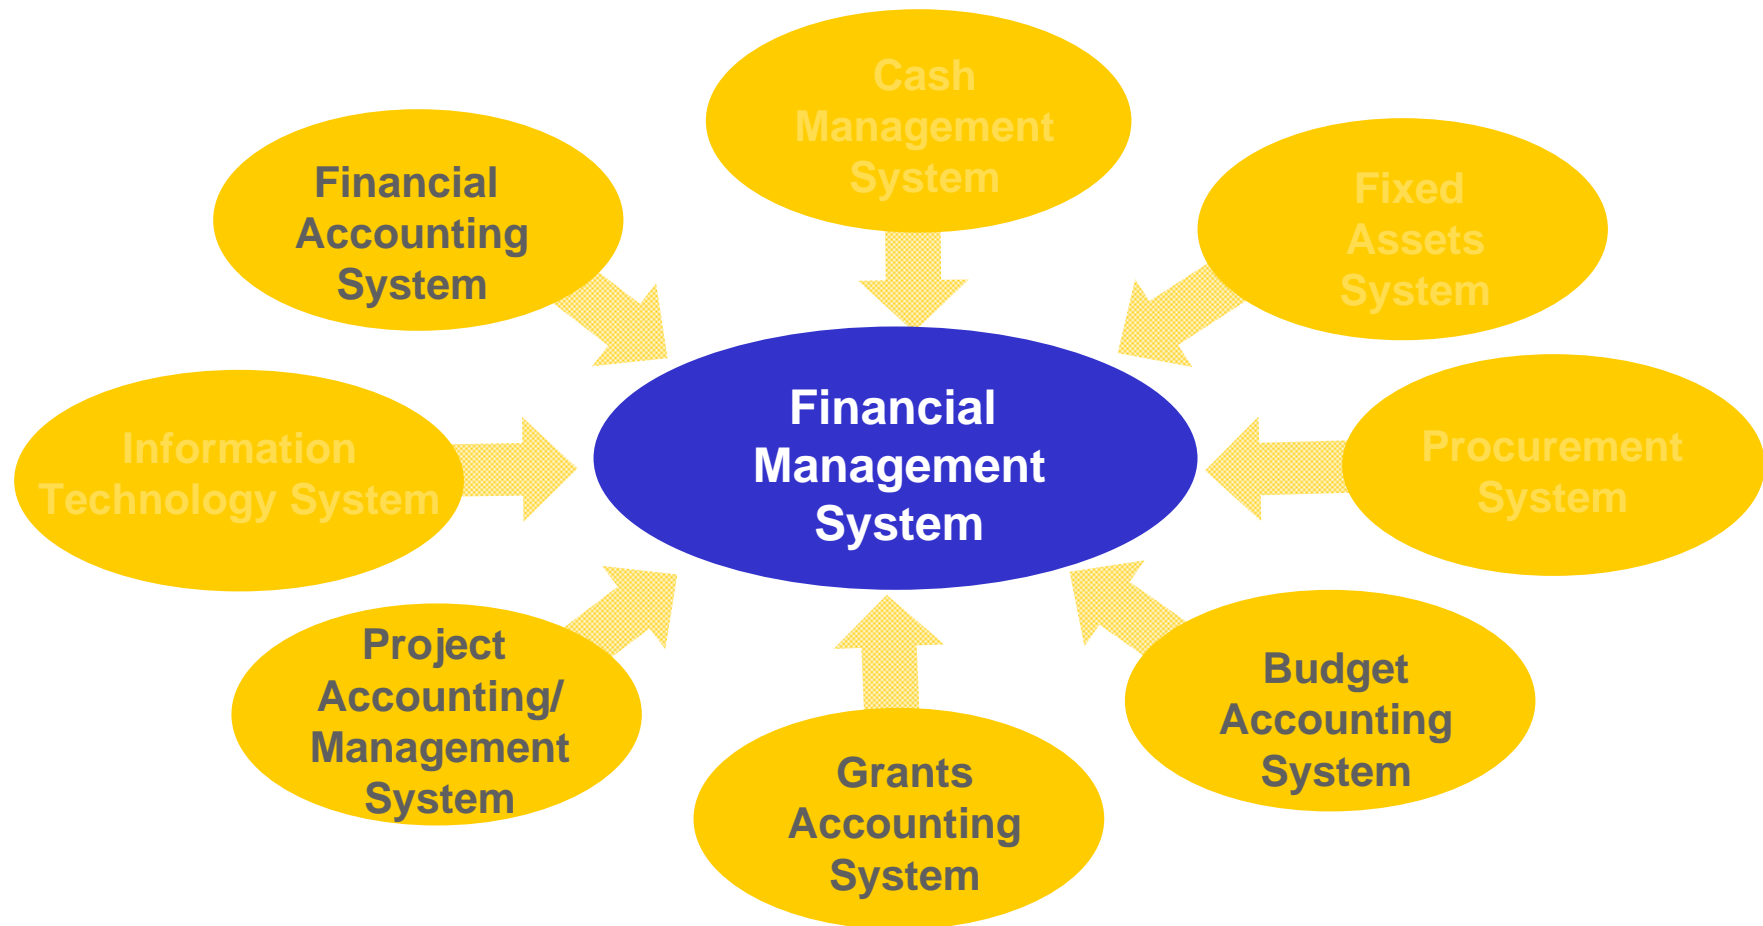 Cash
Management
System
Financial
Accounting
System
Fixed
Assets
System
Financial
Management
System
Information
Technology System
Procurement
System
Project
Accounting/
Management
System
Budget
Accounting
System
Grants
Accounting
System